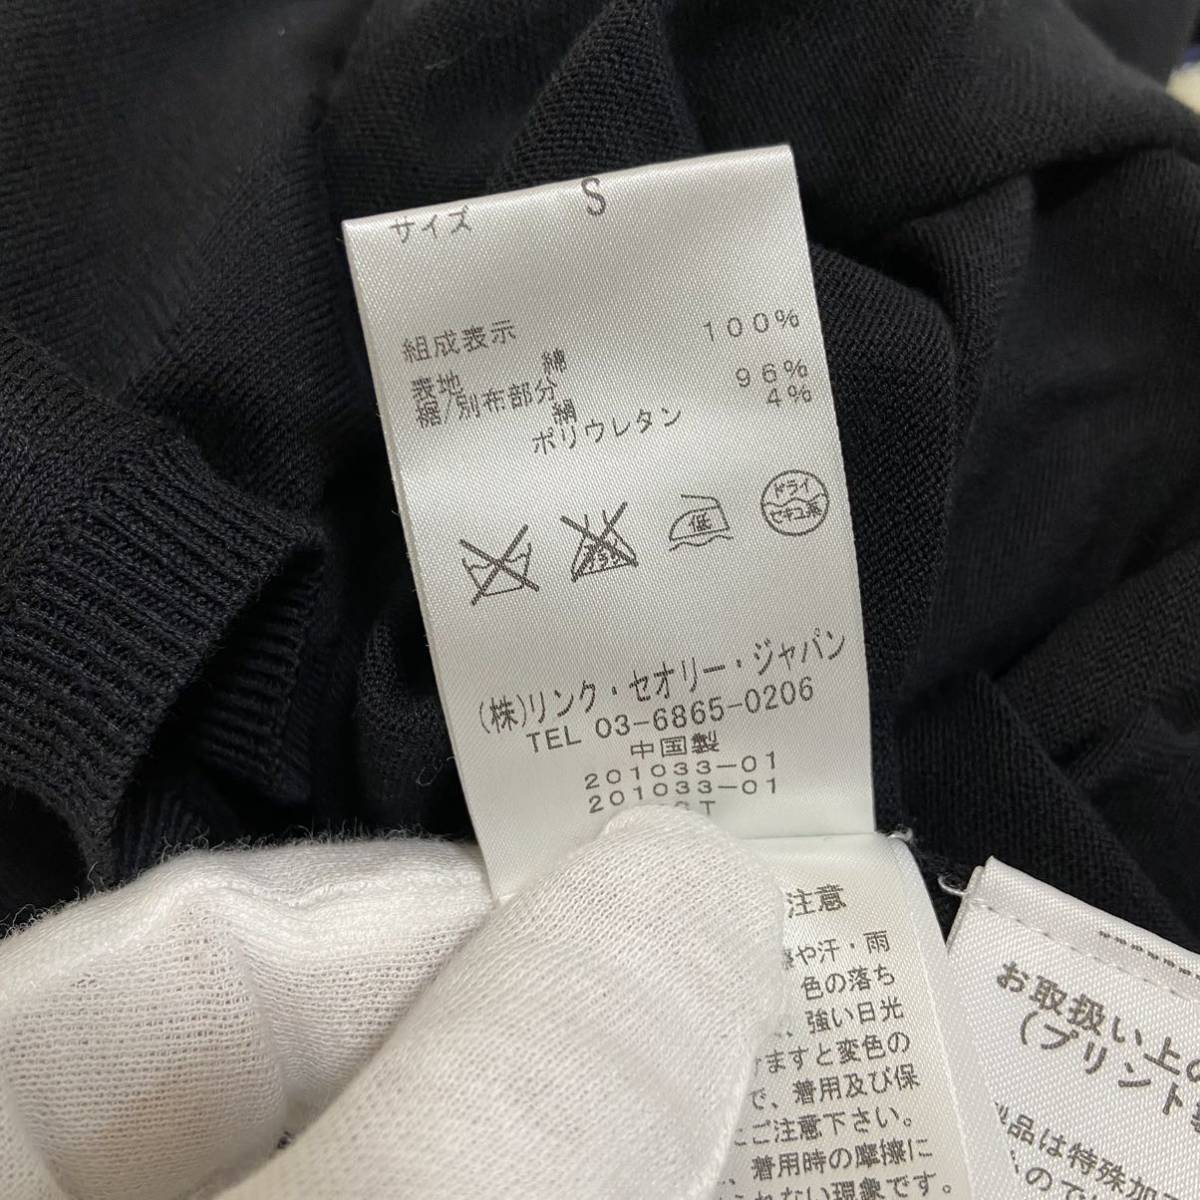 サイズ S
組成表示
表地 綿 100%
裾/別布部分
絹 96%
ポリウレタン 4%
低
ドライ
セキユ系
(株)リンク・セオリー・ジャパン
TEL 03-6865-0206
中国製
201033-01
201033-01
注意
や汗・雨
色の落ち
、強い日光
ますと変色の
で、着用及び保
ご注意下さい。
、着用時の摩擦に
れない現象です。
お取扱い上の
(プリント
品は特殊加